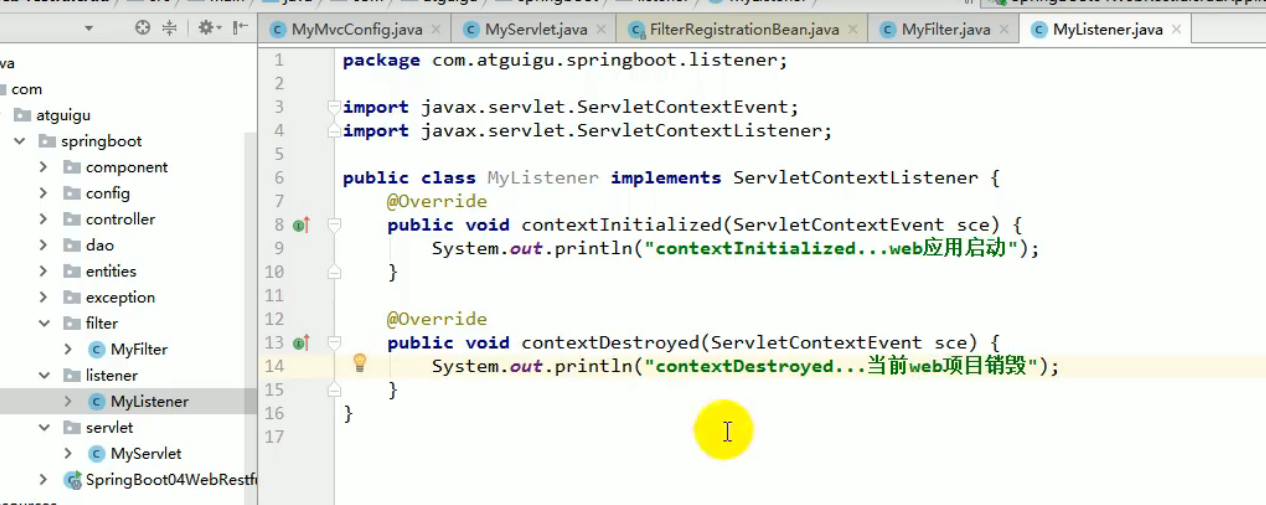 MyMvcConfig.java MyServlet.java FilterRegistrationBean.java MyFilter.java MyListener.java
va
com
atguigu
springboot
component
config
controller
dao
entities
exception
filter
MyFilter
listener
MyListener
servlet
MyServlet
SpringBoot04WebRestfu
1 package com.atguigu.springboot.listener;
2
3 import javax.servlet.ServletContextEvent;
4 import javax.servlet.ServletContextListener;
5
6 public class MyListener implements ServletContextListener {
7 @Override
8 public void contextInitialized(ServletContextEvent sce) {
9 System.out.println("contextInitialized...web应用启动");
10 }
11
12 @Override
13 public void contextDestroyed(ServletContextEvent sce) {
14 System.out.println("contextDestroyed...当前web项目销毁");
15 }
16 }
17